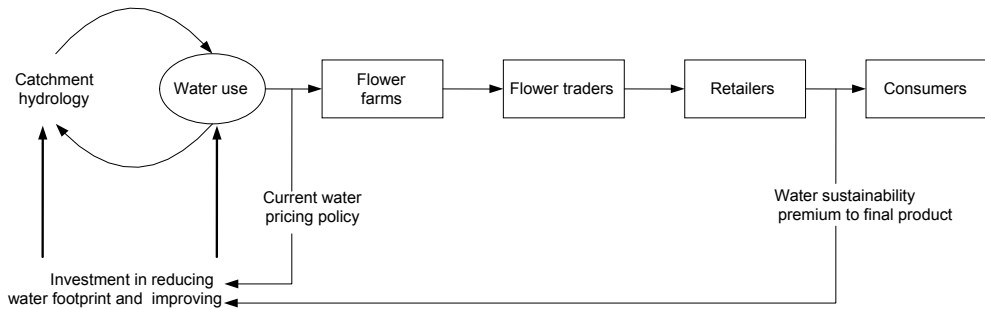 Catchment
hydrology
Water use
Flower
farms
Flower traders
Retailers
Consumers
Current water
pricing policy
Water sustainability
premium to final product
Investment in reducing
water footprint and improving